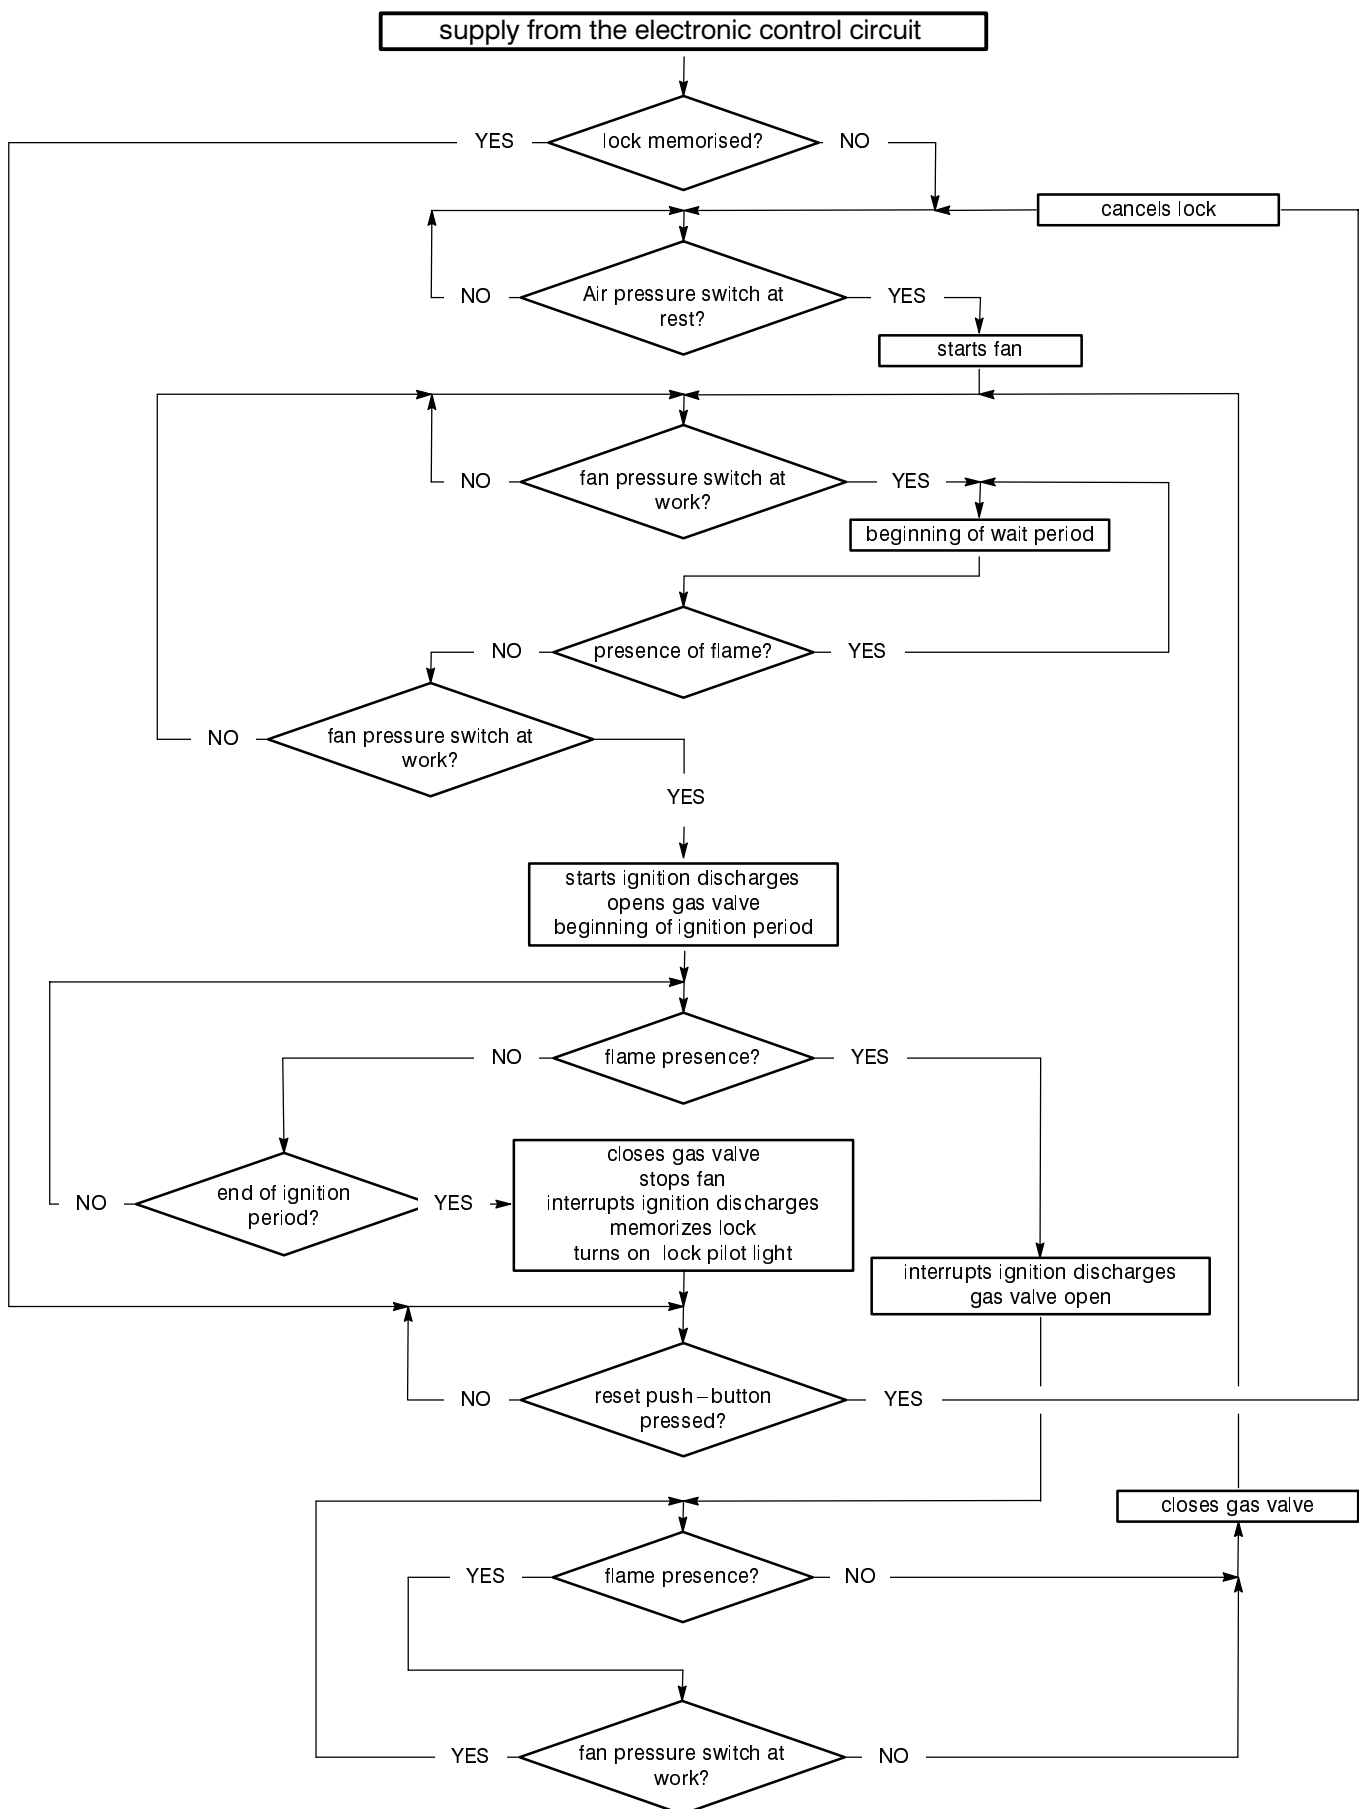 supply from the electronic control circuit
YES
lock memorised?
NO
cancels lock
NO
Air pressure switch at
rest?
YES
starts fan
NO
fan pressure switch at
work?
YES
beginning of wait period
NO
presence of flame?
YES
NO
fan pressure switch at
work?
YES
starts ignition discharges
opens gas valve
beginning of ignition period
NO
flame presence?
YES
NO
end of ignition
period?
YES
closes gas valve
stops fan
interrupts ignition discharges
memorizes lock
turns on lock pilot light
interrupts ignition discharges
gas valve open
NO
reset push-button
pressed?
YES
closes gas valve
YES
flame presence?
NO
YES
fan pressure switch at
work?
NO